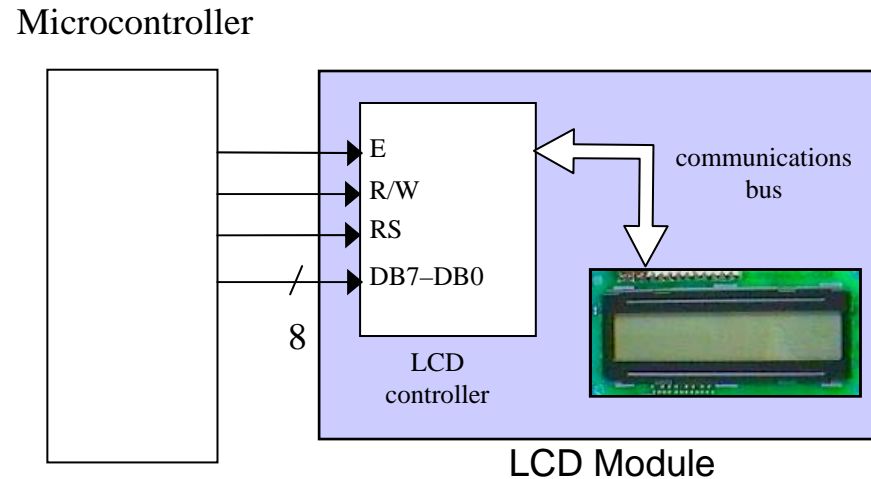 Microcontroller
E
R/W
RS
DB7–DB0
8
communications
bus
LCD
controller
LCD Module